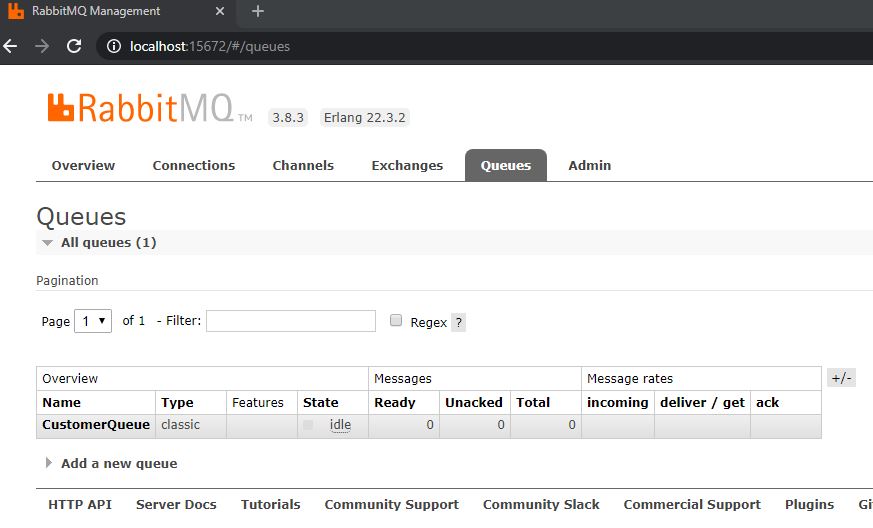 RabbitMQ Management
localhost:15672/#/queues
RabbitMQ TM 3.8.3 Erlang 22.3.2
Overview Connections Channels Exchanges Queues Admin
Queues
All queues (1)
Pagination
Page 1 of 1 - Filter: Regex ?
Overview Messages Message rates +/-
Name Type Features State Ready Unacked Total incoming deliver / get ack
CustomerQueue classic idle 0 0 0
Add a new queue
HTTP API Server Docs Tutorials Community Support Community Slack Commercial Support Plugins Gi